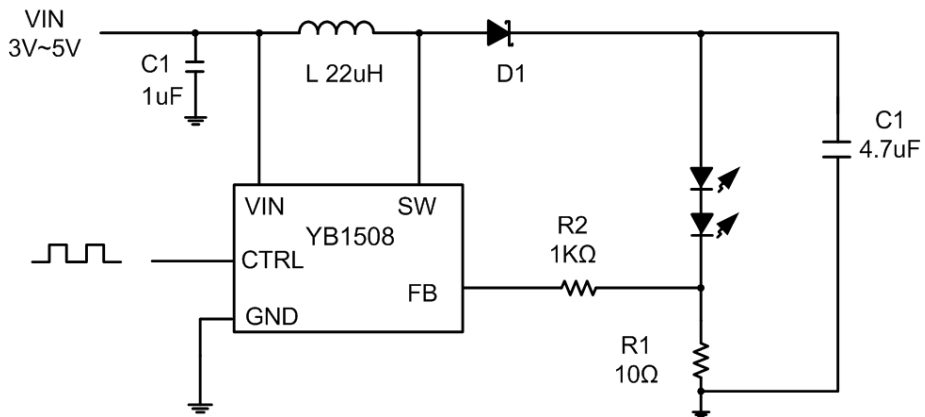 VIN
3V~5V
C1
1uF
L 22uH
D1
C1
4.7uF
VIN
SW
YB1508
CTRL
FB
GND
R2
1KΩ
R1
10Ω